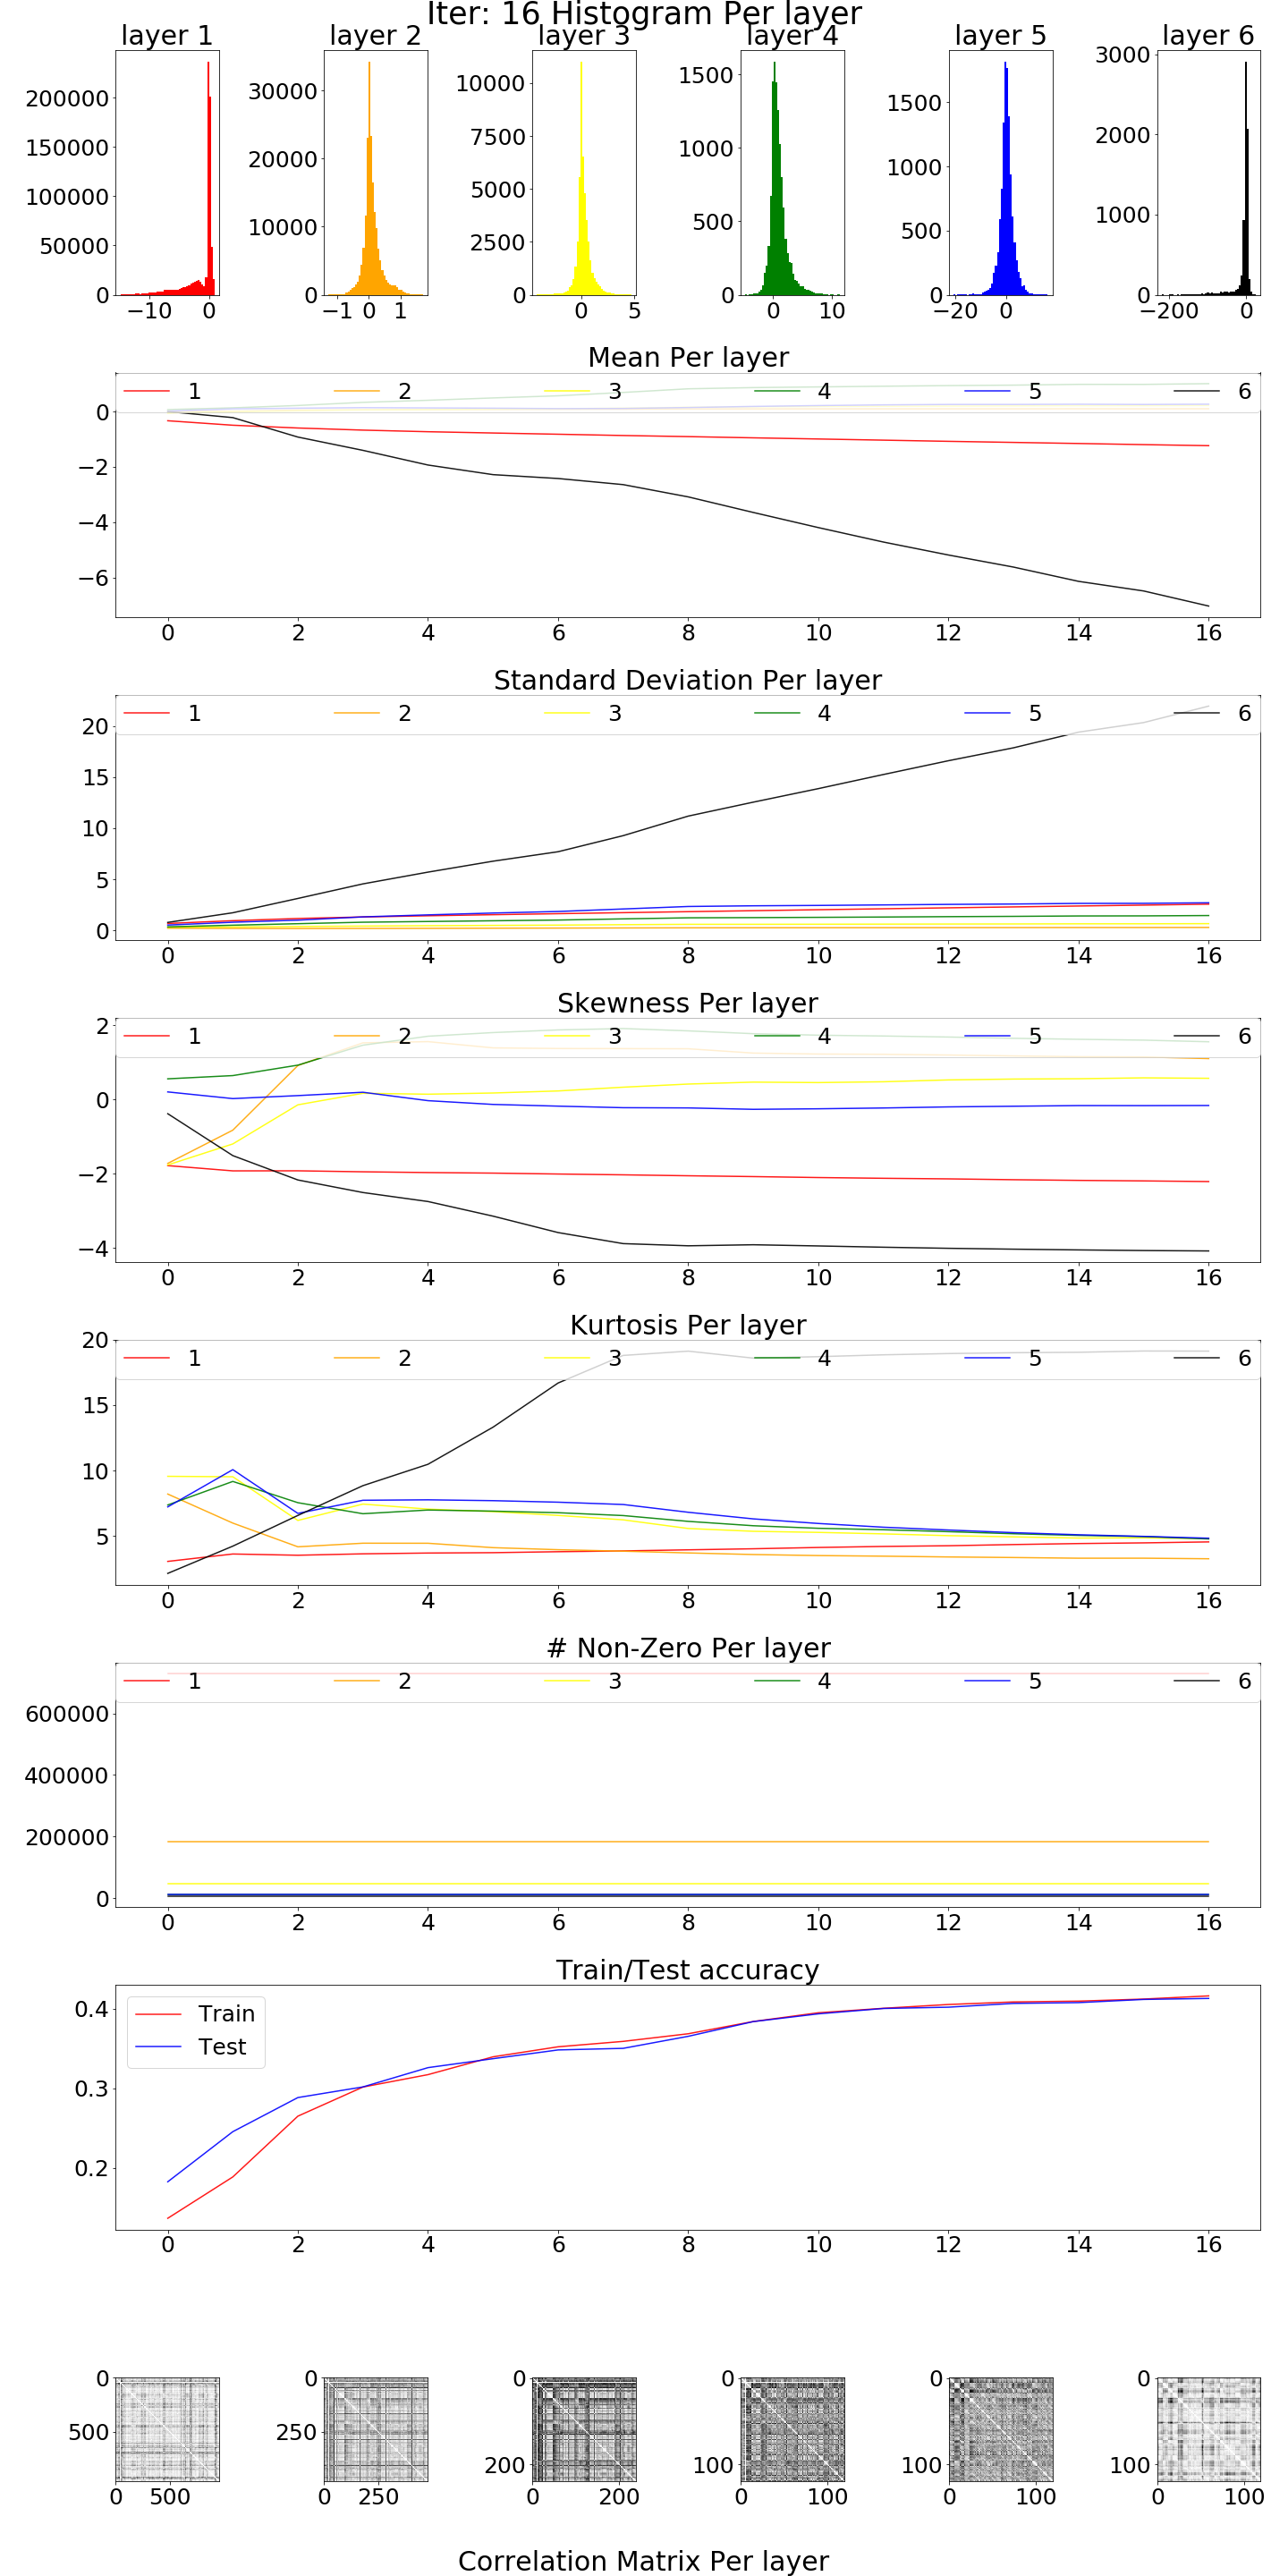 Iter: 16 Histogram Per layer
layer 1 layer 2 layer 3 layer 4 layer 5 layer 6
200000 150000 100000 50000 0 −10 0
30000 20000 10000 0 −1 0 1
10000 7500 5000 2500 0 0 5
1500 1000 500 0 0 10
1500 1000 500 0 −20 0
3000 2000 1000 0 −200 0
Mean Per layer
1 2 3 4 5 6
0
−2
−4
−6
0 2 4 6 8 10 12 14 16
Standard Deviation Per layer
1 2 3 4 5 6
20
15
10
5
0
0 2 4 6 8 10 12 14 16
Skewness Per layer
2
1 2 3 4 5 6
0
−2
−4
0 2 4 6 8 10 12 14 16
Kurtosis Per layer
20
1 2 3 4 5 6
15
10
5
0 2 4 6 8 10 12 14 16
# Non-Zero Per layer
1 2 3 4 5 6
600000
400000
200000
0
0 2 4 6 8 10 12 14 16
Train/Test accuracy
0.4
Train
Test
0.3
0.2
0 2 4 6 8 10 12 14 16
0 500 0 500
0 250 0 250
0 200 0 200
0 100 0 100
0 100 0 100
0 100 0 100
Correlation Matrix Per layer